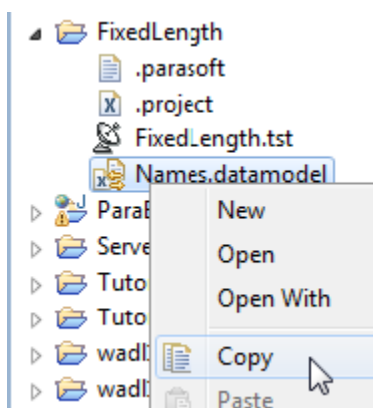 FixedLength
.parasoft
.project
FixedLength.tst
Names.datamodel
New
Open
Open With
Copy
Paste